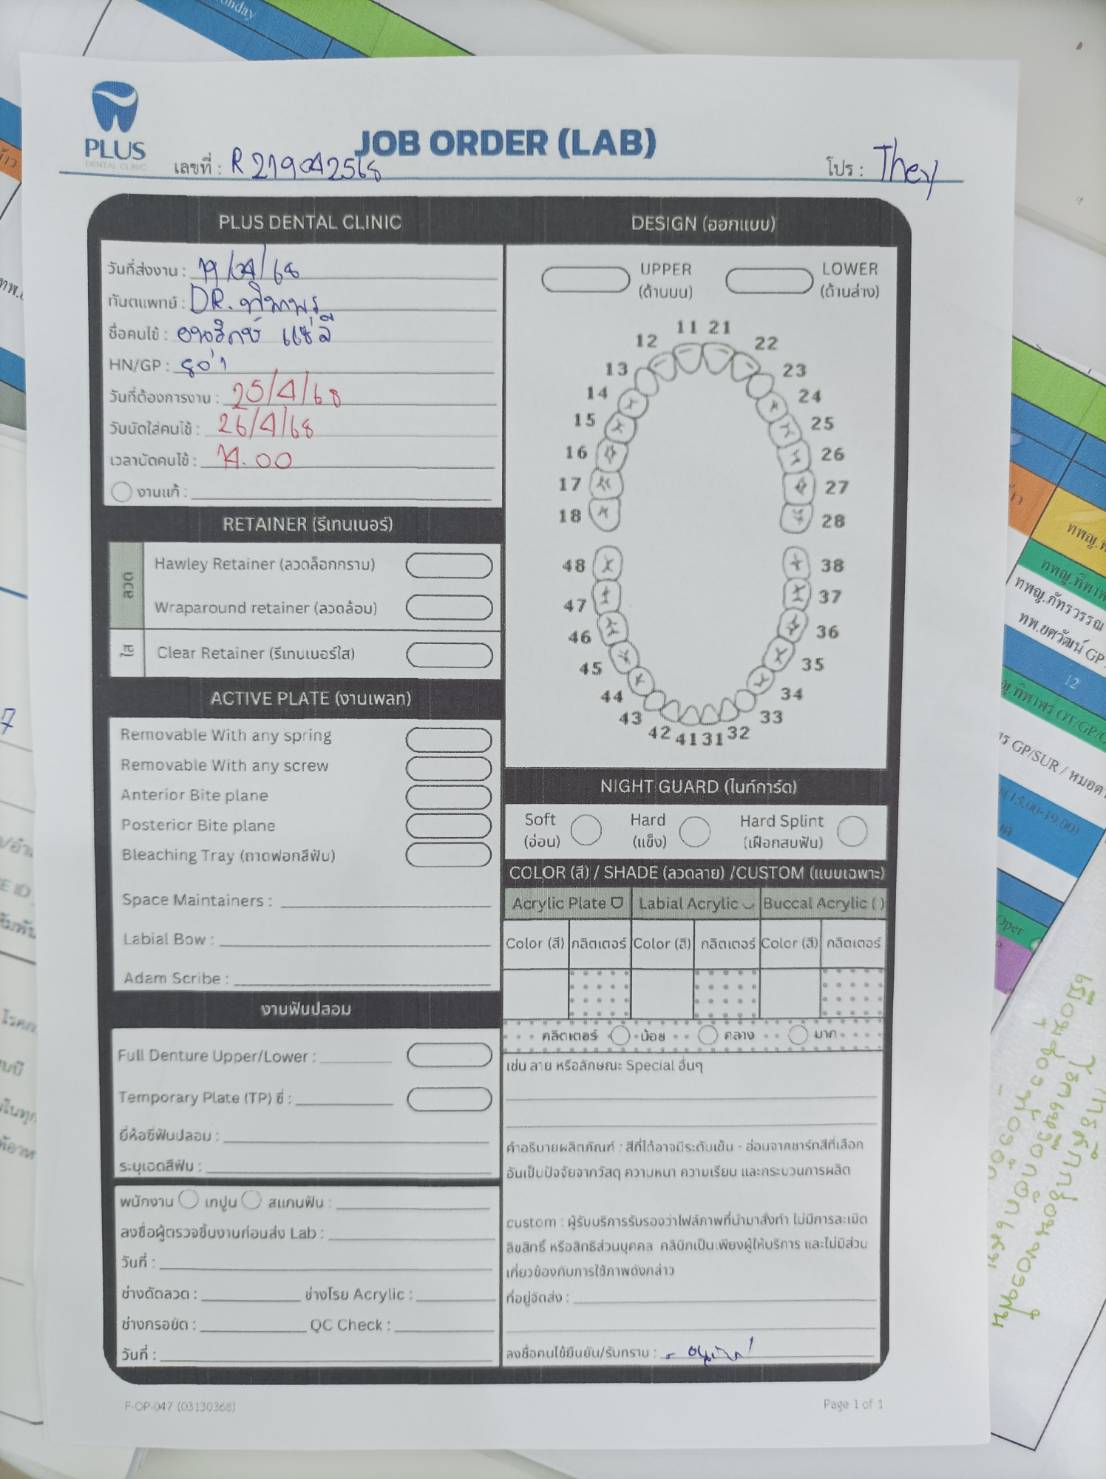 PLUS
DENTAL CLINIC
JOB ORDER (LAB)
เลขที่ : R219042568
โปร : They
PLUS DENTAL CLINIC
วันที่ส่งงาน : 19/04/68
ทันตแพทย์ : DR.
ชื่อคนไข้ :
HN/GP :
วันที่ต้องการงาน : 25/4/68
วันนัดใส่คนไข้ : 26/4/68
เวลานัดคนไข้ : 14.00
งานแก้ :
RETAINER (รีเทนเนอร์)
ลวด
Hawley Retainer (ลวดล็อกกราม)
Wraparound retainer (ลวดล้อม)
ใส
Clear Retainer (รีเทนเนอร์ใส)
ACTIVE PLATE (งานเพลท)
Removable With any spring
Removable With any screw
Anterior Bite plane
Posterior Bite plane
Bleaching Tray (ถาดฟอกสีฟัน)
Space Maintainers :
Labial Bow :
Adam Scribe :
งานฟันปลอม
Full Denture Upper/Lower :
Temporary Plate (TP) ซี่ :
ยี่ห้อซี่ฟันปลอม :
ระบุเฉดสีฟัน :
พนักงาน เทปูน สแกนฟัน :
ลงชื่อผู้ตรวจชิ้นงานก่อนส่ง Lab :
วันที่ :
ช่างดัดลวด : ช่างโรย Acrylic :
ช่างกรอขัด : QC Check :
วันที่ :
DESIGN (ออกแบบ)
UPPER
(ด้านบน)
LOWER
(ด้านล่าง)
11 21
12 22
13 23
14 24
15 25
16 26
17 27
18 28
48 38
47 37
46 36
45 35
44 34
43 33
42 41 31 32
NIGHT GUARD (ไนท์การ์ด)
Soft
(อ่อน)
Hard
(แข็ง)
Hard Splint
(เฝือกสบฟัน)
COLOR (สี) / SHADE (ลวดลาย) /CUSTOM (แบบเฉพาะ)
Acrylic Plate Labial Acrylic Buccal Acrylic ( )
Color (สี) กลิตเตอร์ Color (สี) กลิตเตอร์ Color (สี) กลิตเตอร์
กลิตเตอร์ น้อย กลาง มาก
เช่น ลาย หรือลักษณะ Special อื่นๆ
คำอธิบายผลิตภัณฑ์ : สีที่ได้อาจมีระดับเข้ม - อ่อนจากชาร์ทสีที่เลือก
อันเป็นปัจจัยจากวัสดุ ความหนา ความเรียบ และกระบวนการผลิต
custom : ผู้รับบริการรับรองว่าไฟล์ภาพที่นำมาสั่งทำ ไม่มีการละเมิด
ลิขสิทธิ์ หรือสิทธิส่วนบุคคล คลินิกเป็นเพียงผู้ให้บริการ และไม่มีส่วน
เกี่ยวข้องกับการใช้ภาพดังกล่าว
ที่อยู่จัดส่ง :
ลงชื่อคนไข้ยืนยัน/รับทราบ :
F-OP-047 (03130368)
Page 1 of 1